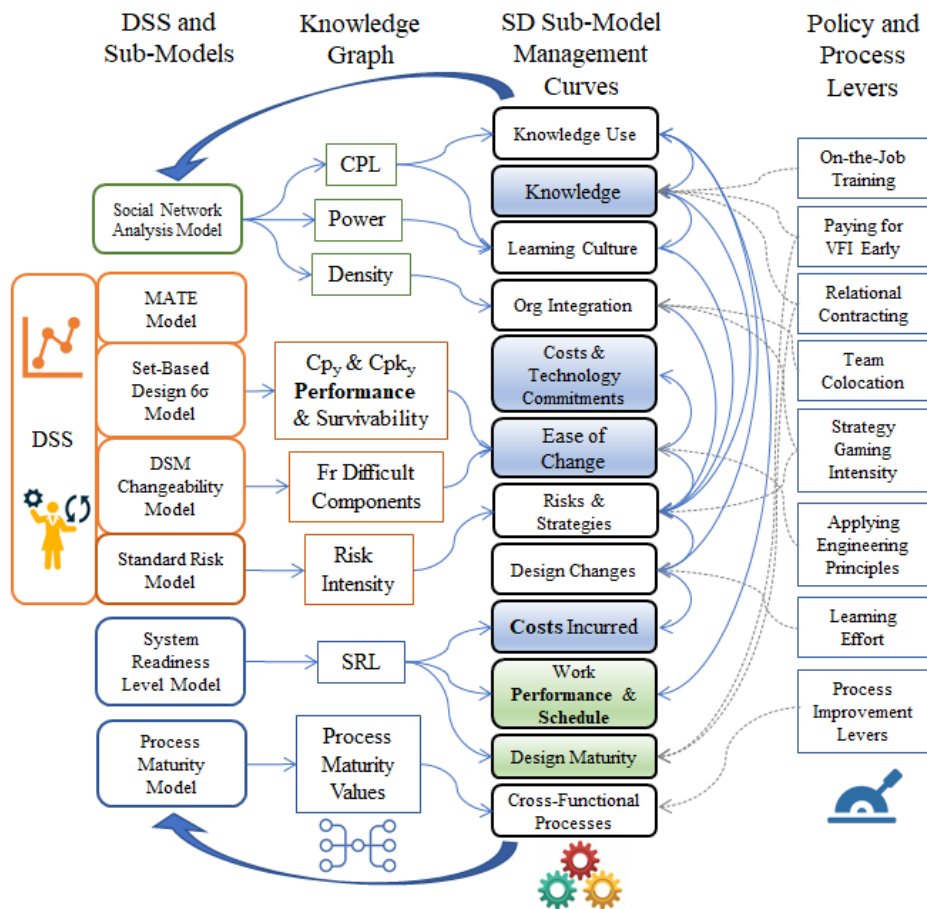 DSS and
Sub-Models
Knowledge
Graph
SD Sub-Model
Management
Curves
Policy and
Process
Levers
Social Network
Analysis Model
DSS
MATE
Model
Set-Based
Design 6σ
Model
DSM
Changeability
Model
Standard Risk
Model
System
Readiness
Level Model
Process
Maturity
Model
CPL
Power
Density
Cpy & Cpky
Performance
& Survivability
Fr Difficult
Components
Risk
Intensity
SRL
Process
Maturity
Values
Knowledge Use
Knowledge
Learning Culture
Org Integration
Costs &
Technology
Commitments
Ease of
Change
Risks &
Strategies
Design Changes
Costs Incurred
Work
Performance &
Schedule
Design Maturity
Cross-Functional
Processes
On-the-Job
Training
Paying for
VFI Early
Relational
Contracting
Team
Colocation
Strategy
Gaming
Intensity
Applying
Engineering
Principles
Learning
Effort
Process
Improvement
Levers